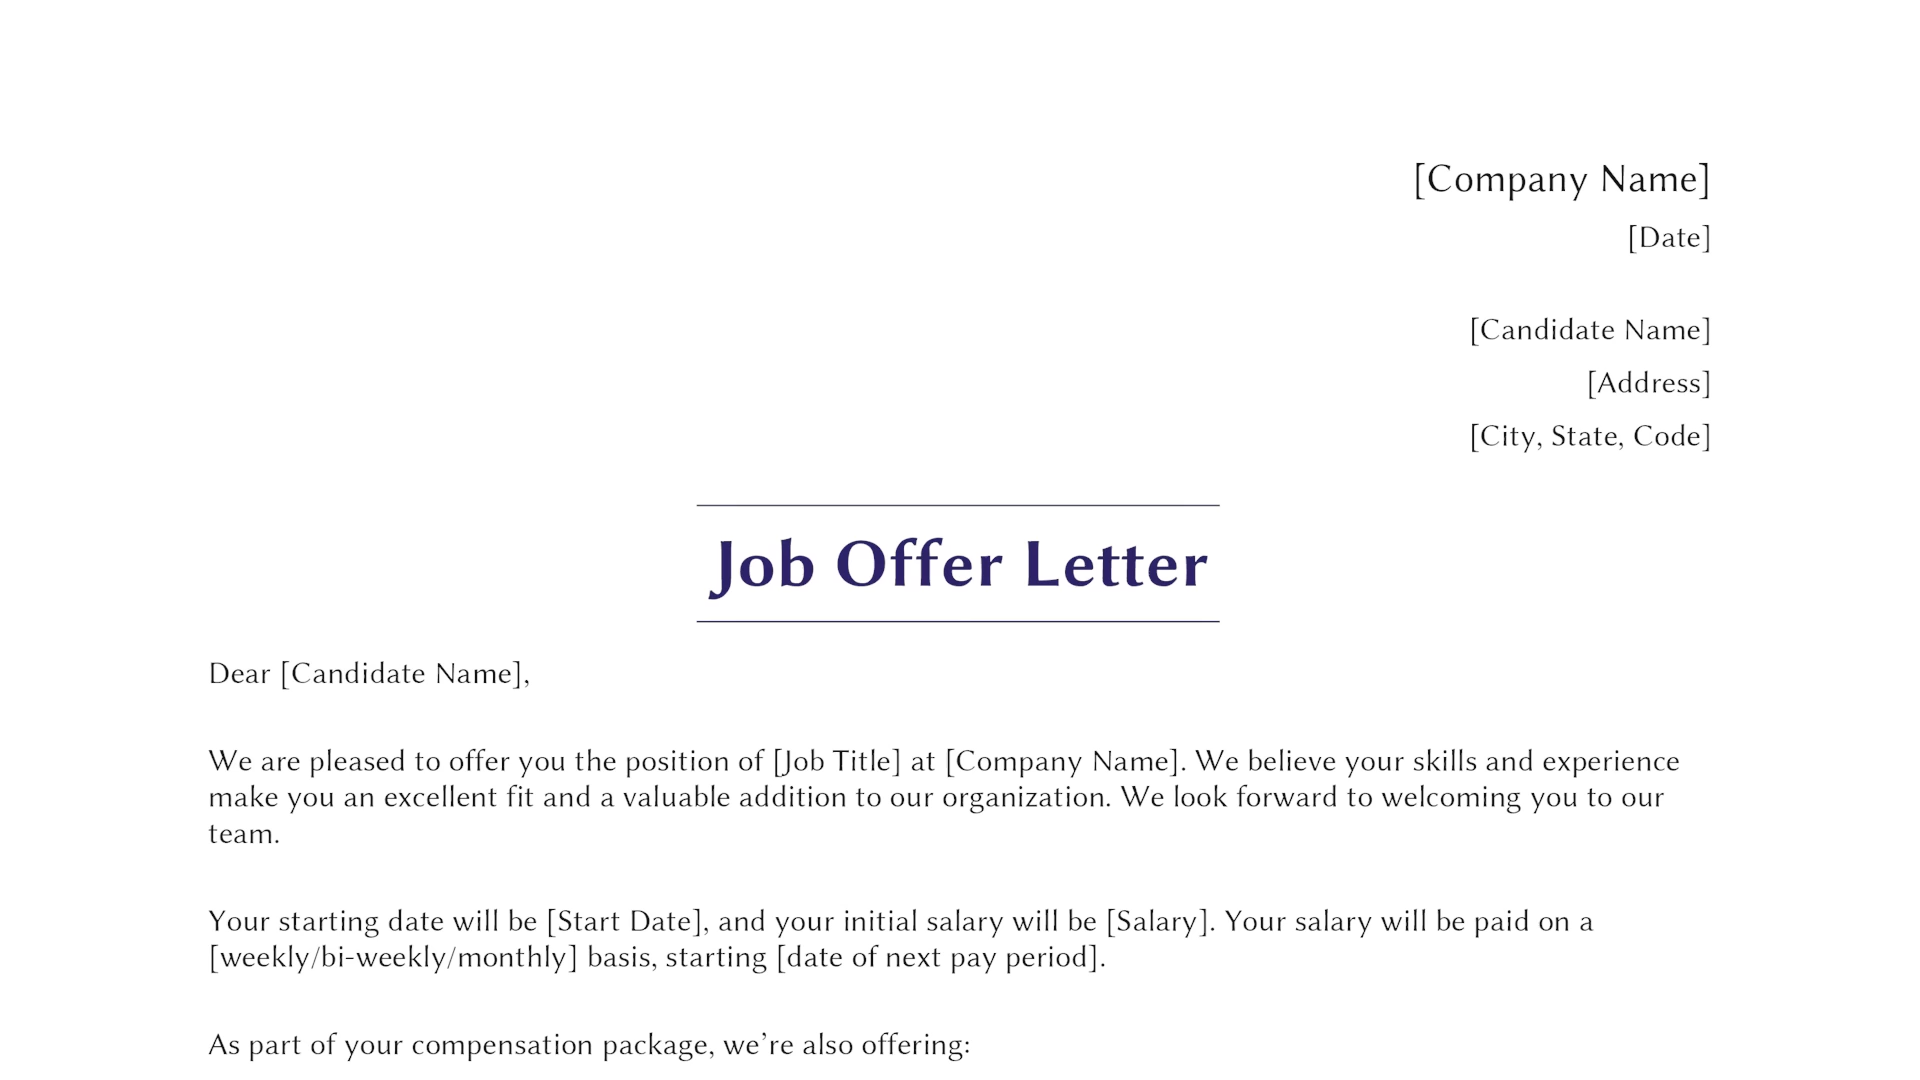 [Company Name]
[Date]
[Candidate Name]
[Address]
[City, State, Code]
Job Offer Letter
Dear [Candidate Name],
We are pleased to offer you the position of [Job Title] at [Company Name]. We believe your skills and experience
make you an excellent fit and a valuable addition to our organization. We look forward to welcoming you to our
team.
Your starting date will be [Start Date], and your initial salary will be [Salary]. Your salary will be paid on a
[weekly/bi-weekly/monthly] basis, starting [date of next pay period].
As part of your compensation package, we’re also offering: